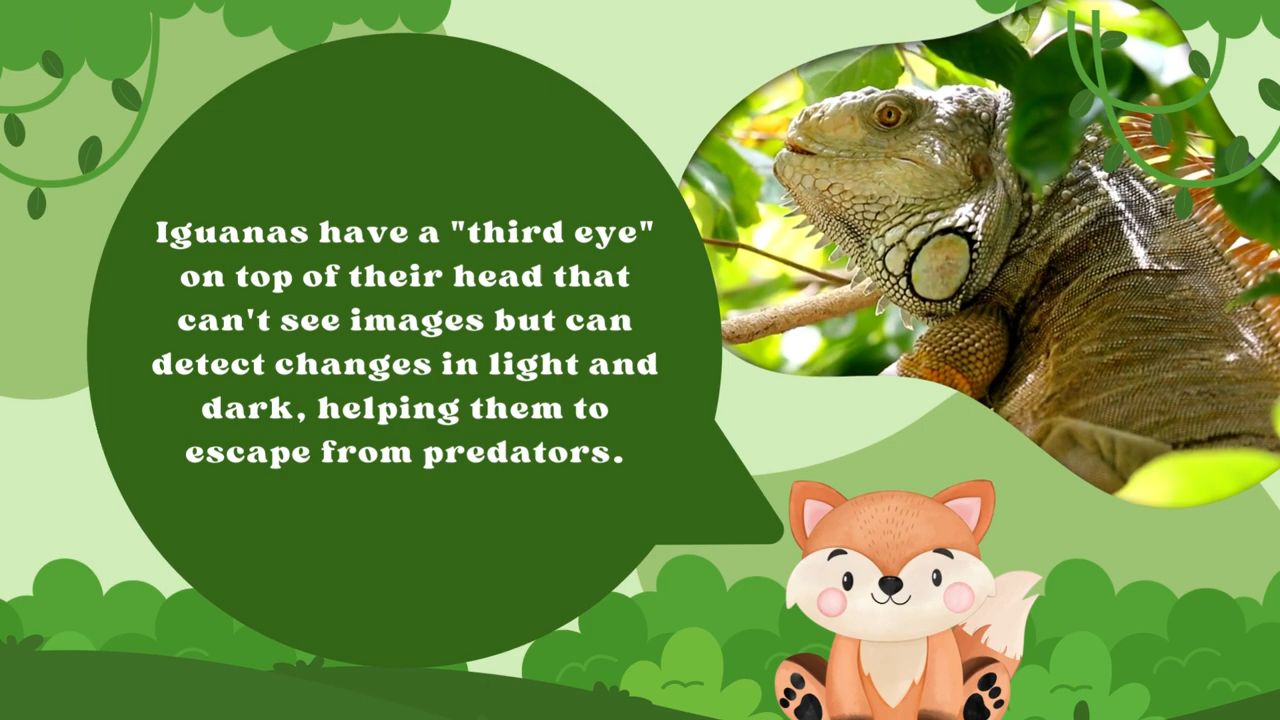 Iguanas have a "third eye"
on top of their head that
can't see images but can
detect changes in light and
dark, helping them to
escape from predators.